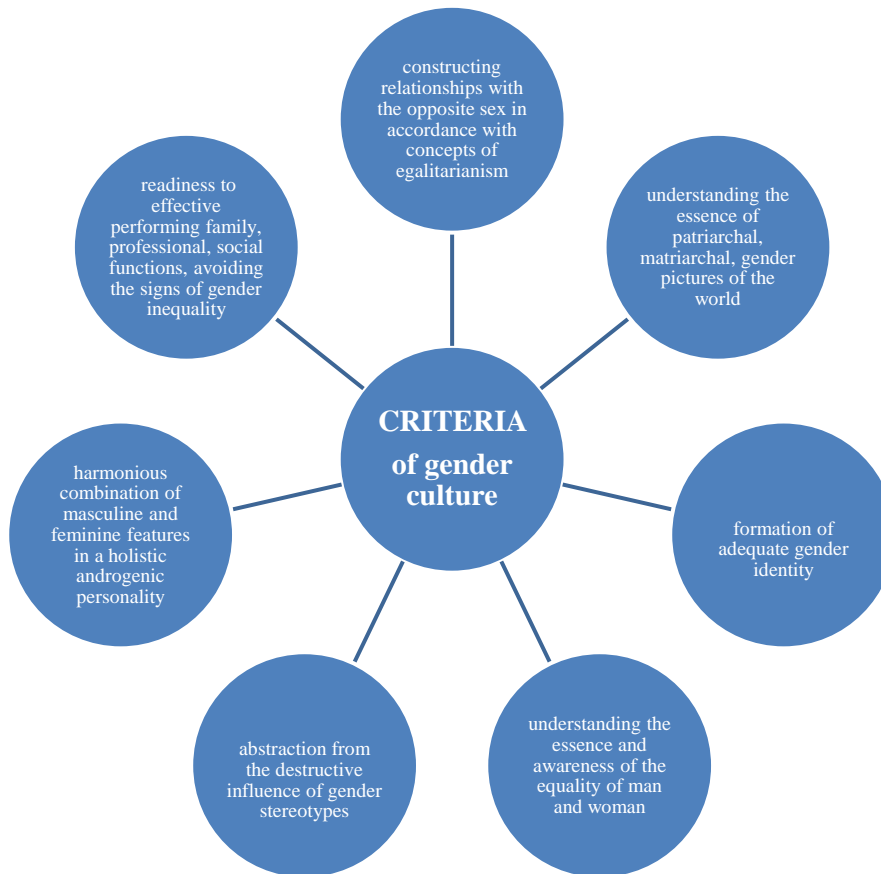 constructing
relationships with
the opposite sex in
accordance with
concepts of
egalitarianism
understanding the
essence of
patriarchal,
matriarchal, gender
pictures of the
world
formation of
adequate gender
identity
understanding the
essence and
awareness of the
equality of man
and woman
abstraction from
the destructive
influence of gender
stereotypes
harmonious
combination of
masculine and
feminine features
in a holistic
androgenic
personality
readiness to
effective
performing family,
professional, social
functions, avoiding
the signs of gender
inequality
CRITERIA
of gender
culture